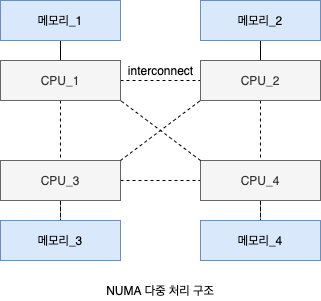 메모리_1
메모리_2
interconnect
CPU_1
CPU_2
CPU_3
CPU_4
메모리_3
메모리_4
NUMA 다중 처리 구조